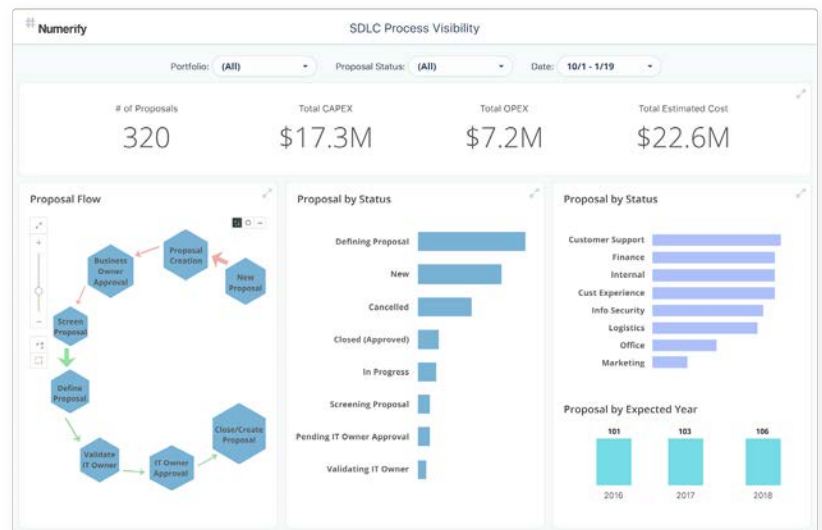 # Numerify
SDLC Process Visibility
Portfolio: (All)
Proposal Status: (All)
Date: 10/1 - 1/19
# of Proposals
320
Total CAPEX
$17.3M
Total OPEX
$7.2M
Total Estimated Cost
$22.6M
Proposal Flow
Proposal
Creation
New
Proposal
Business
Owner
Approval
Screen
Proposal
Define
Proposal
Validate
IT Owner
IT Owner
Approval
Close/Create
Proposal
Proposal by Status
Defining Proposal
New
Cancelled
Closed (Approved)
In Progress
Screening Proposal
Pending IT Owner Approval
Validating IT Owner
Proposal by Status
Customer Support
Finance
Internal
Cust Experience
Info Security
Logistics
Office
Marketing
Proposal by Expected Year
101
103
106
2016
2017
2018